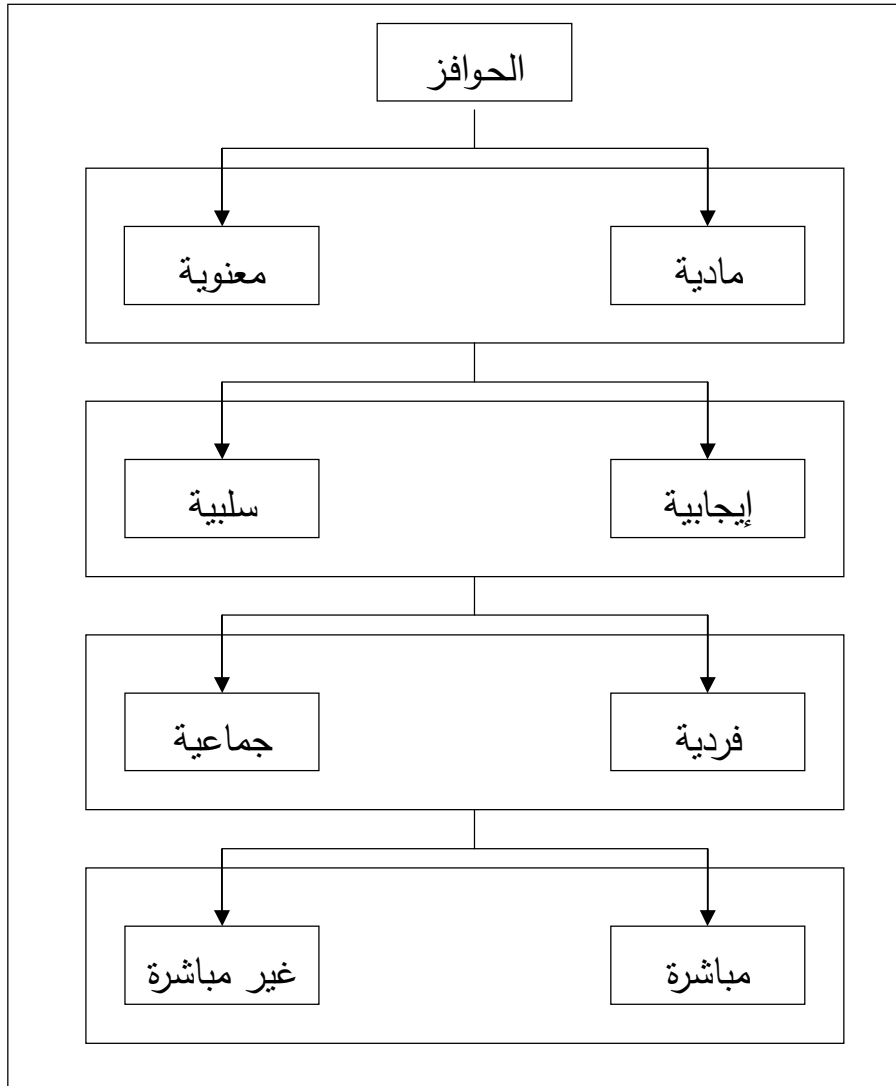 الحوافز
مادية
معنوية
إيجابية
سلبية
فردية
جماعية
مباشرة
غير مباشرة